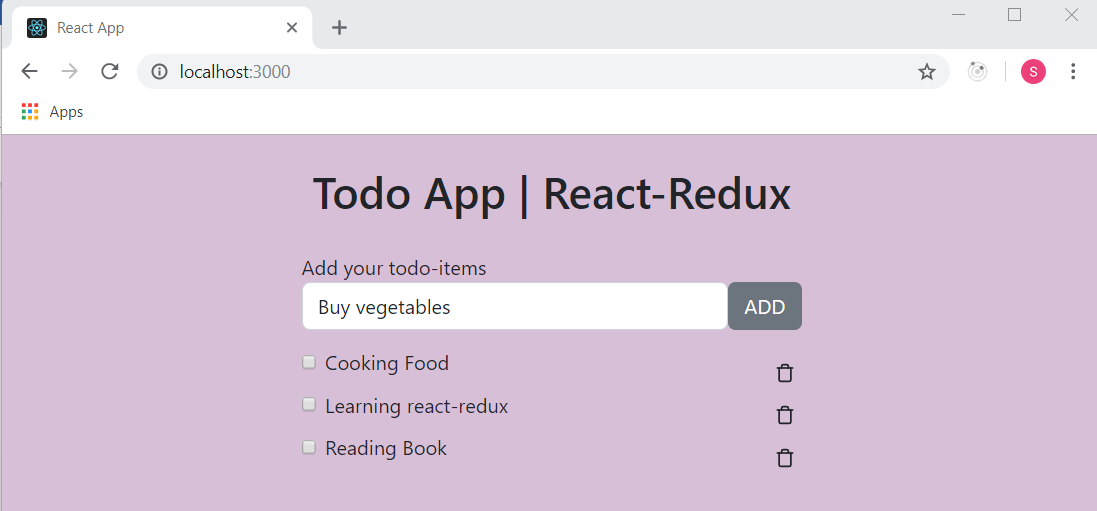 React App
localhost:3000
S
Apps
Todo App | React-Redux
Add your todo-items
Buy vegetables
ADD
Cooking Food
Learning react-redux
Reading Book